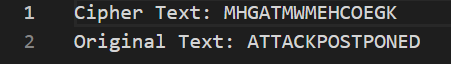 1 Cipher Text: MHGATMWMEHCOEGK
2 Original Text: ATTACKPOSTPONED